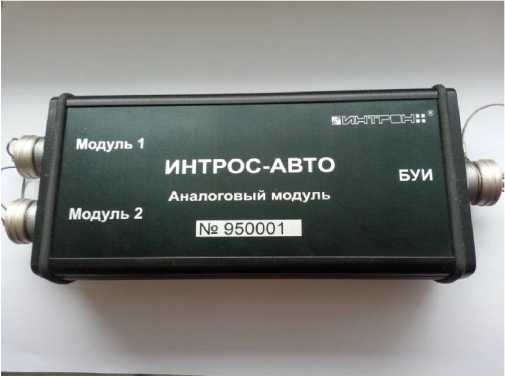 ИНТРОН®
Модуль 1
ИНТРОС-АВТО
БУИ
Аналоговый модуль
Модуль 2
№ 950001